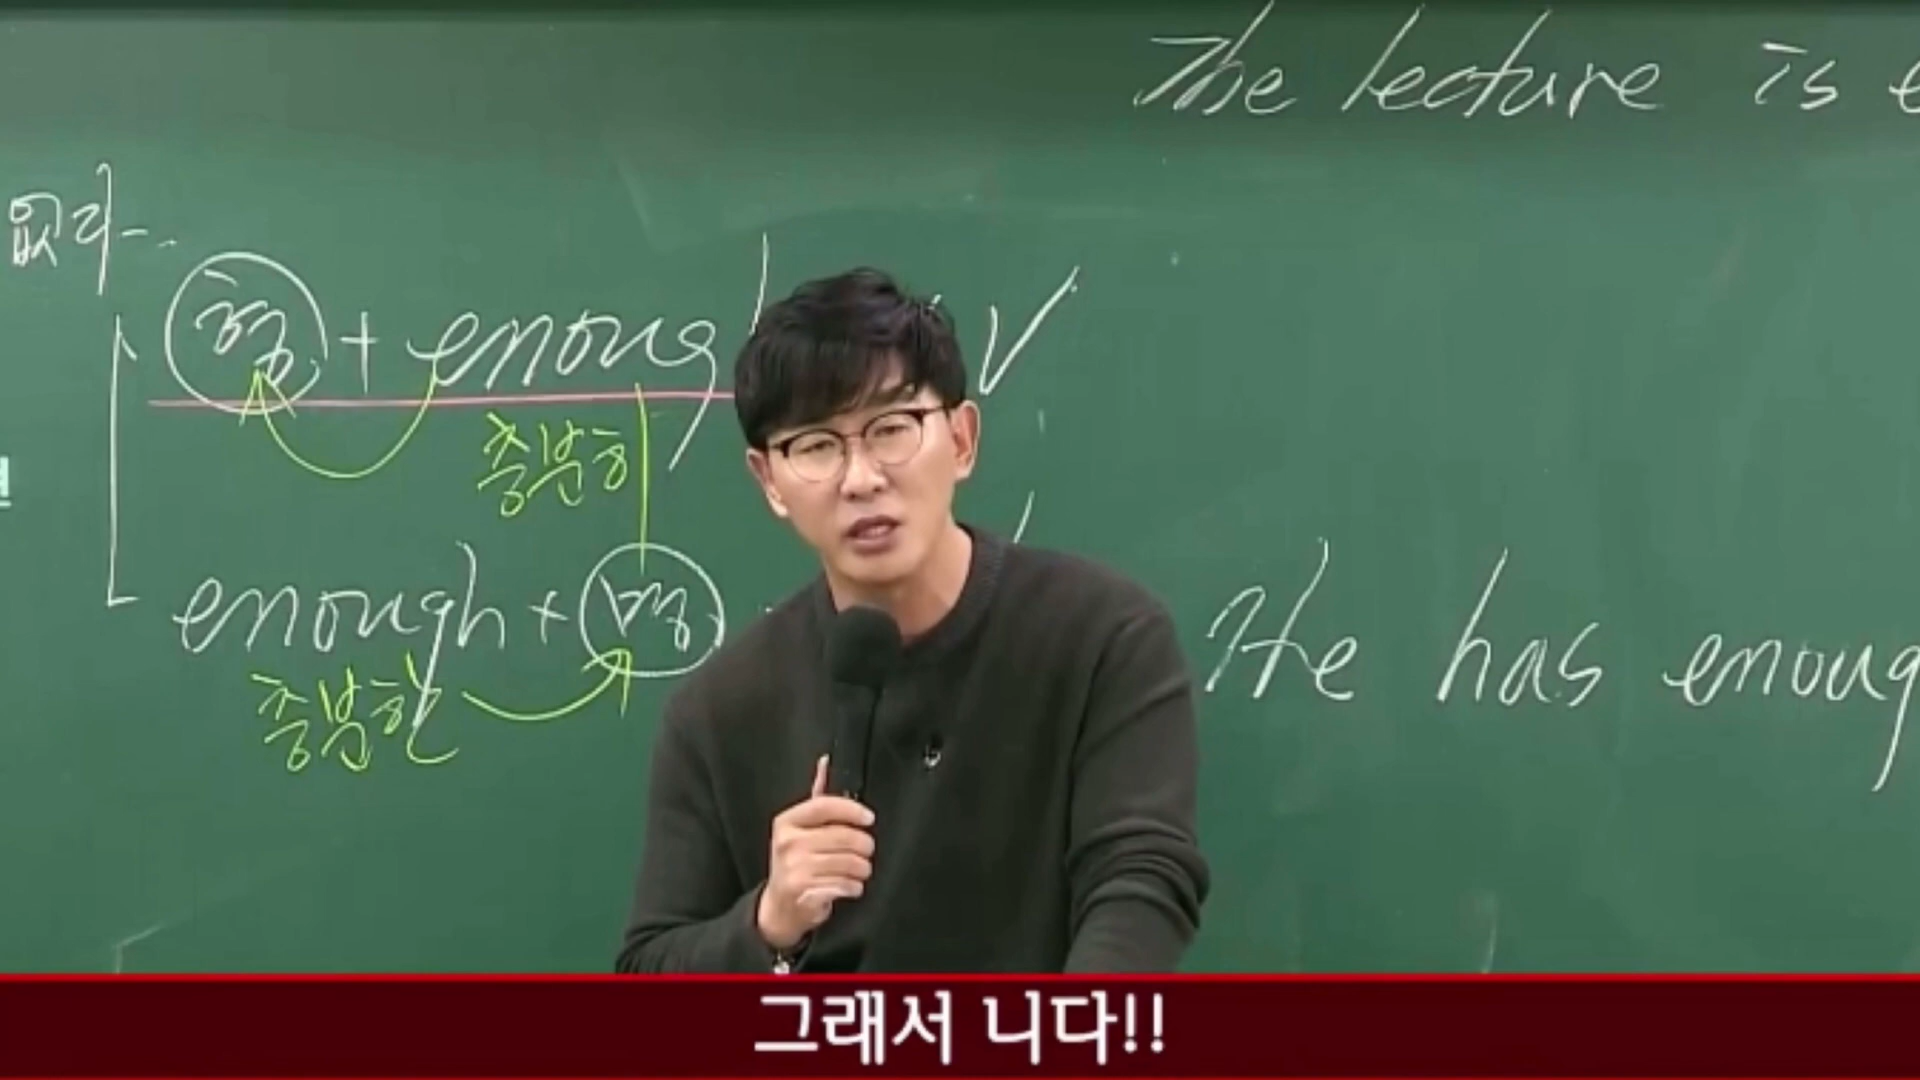 The lecture is
없다
형 + enough V
충분히
enough + 명
충분한
He has enoug
그래서 니다!!